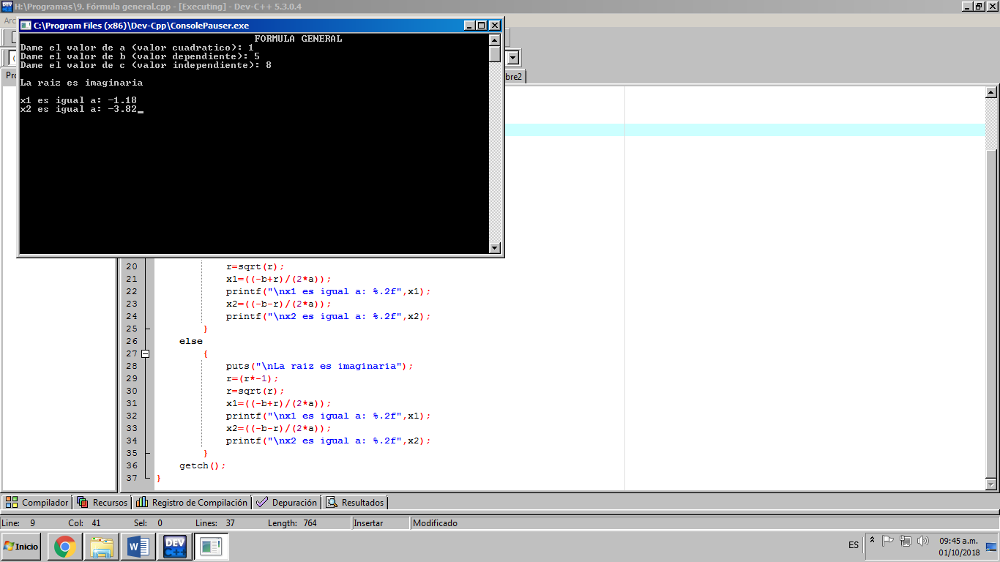 H:\Programas\9. Fórmula general.cpp - [Executing] - Dev-C++ 5.3.0.4
C:\Program Files (x86)\Dev-Cpp\ConsolePauser.exe
FORMULA GENERAL
Dame el valor de a (valor cuadratico): 1
Dame el valor de b (valor dependiente): 5
Dame el valor de c (valor independiente): 8
La raiz es imaginaria
x1 es igual a: -1.18
x2 es igual a: -3.82
20 r=sqrt(r);
21 x1=((-b+r)/(2*a));
22 printf("\nx1 es igual a: %.2f",x1);
23 x2=((-b-r)/(2*a));
24 printf("\nx2 es igual a: %.2f",x2);
25 }
26 else
27 {
28 puts("\nLa raiz es imaginaria");
29 r=(r*-1);
30 r=sqrt(r);
31 x1=((-b+r)/(2*a));
32 printf("\nx1 es igual a: %.2f",x1);
33 x2=((-b-r)/(2*a));
34 printf("\nx2 es igual a: %.2f",x2);
35 }
36 getch();
37 }
Compilador Recursos Registro de Compilación Depuración Resultados
Line: 9 Col: 41 Sel: 0 Lines: 37 Length: 764 Insertar Modificado
Inicio DEV C++ ES 09:45 a.m.
01/10/2018